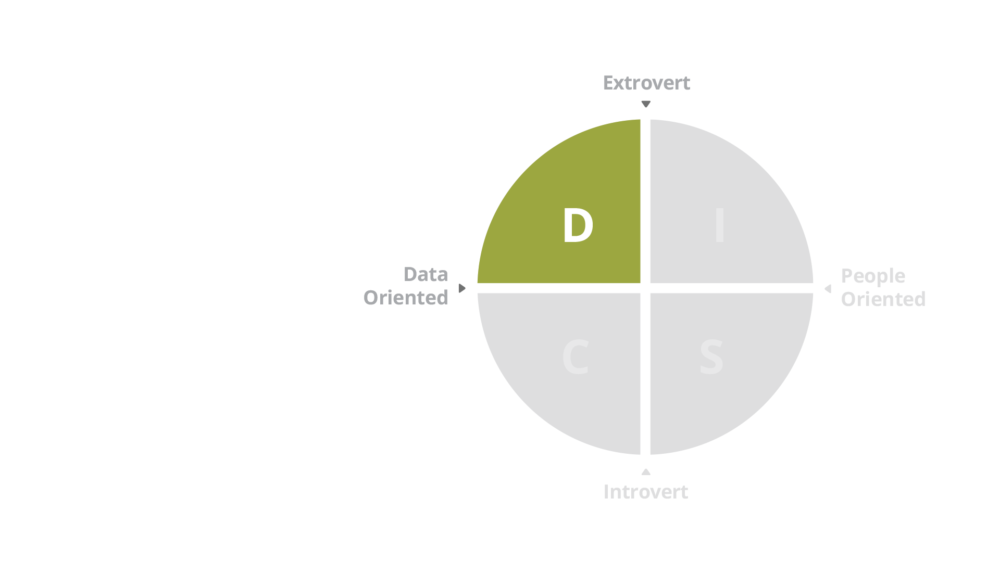 Extrovert
D
I
Data
Oriented
People
Oriented
C
S
Introvert